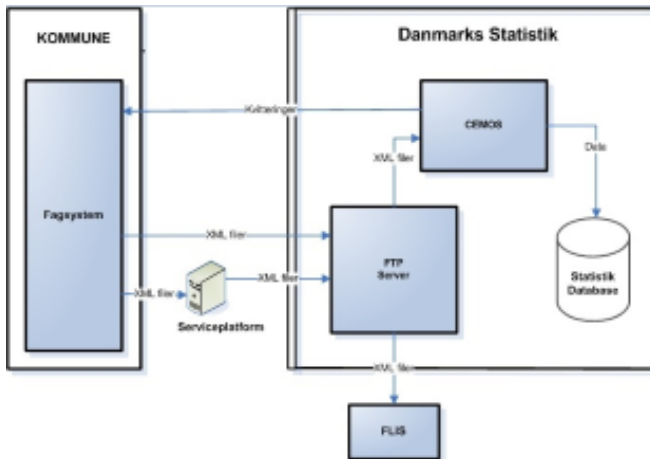 KOMMUNE
Danmarks Statistik
Kvitteringer
CEMOS
XML filer
Data
Fagsystem
XML filer
FTP
Server
XML filer
XML filer
Serviceplatform
Statistik
Database
XML filer
FLIS